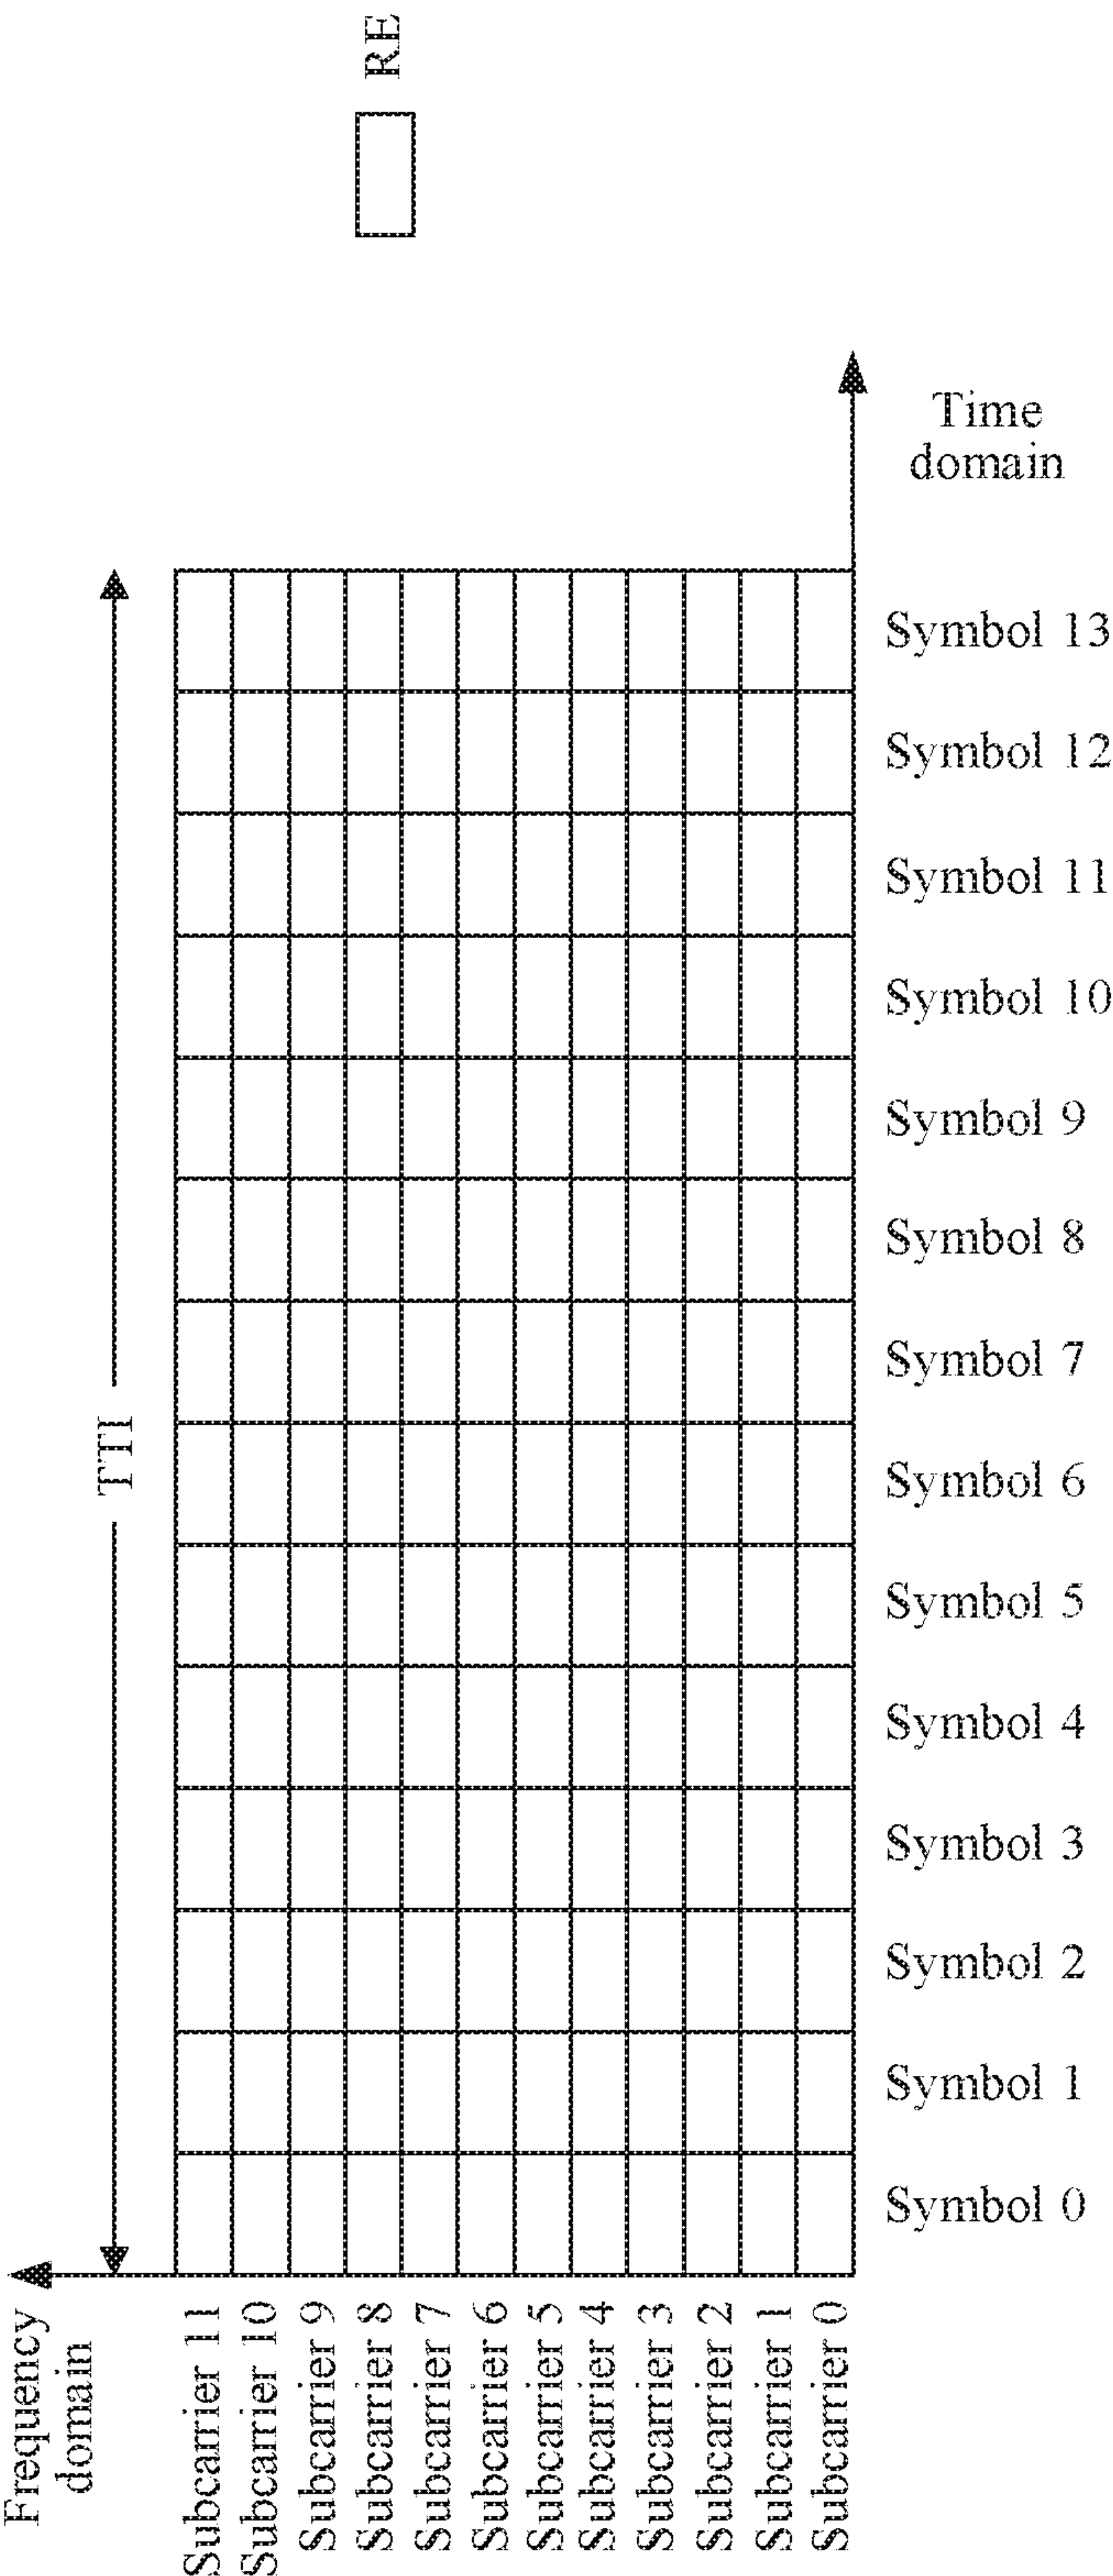 RE
Time
domain
Symbol 13
Symbol 12
Symbol 11
Symbol 10
Symbol 9
Symbol 8
Symbol 7
Symbol 6
Symbol 5
Symbol 4
Symbol 3
Symbol 2
Symbol 1
Symbol 0
TTI
Frequency
domain
Subcarrier 11
Subcarrier 10
Subcarrier 9
Subcarrier 8
Subcarrier 7
Subcarrier 6
Subcarrier 5
Subcarrier 4
Subcarrier 3
Subcarrier 2
Subcarrier 1
Subcarrier 0